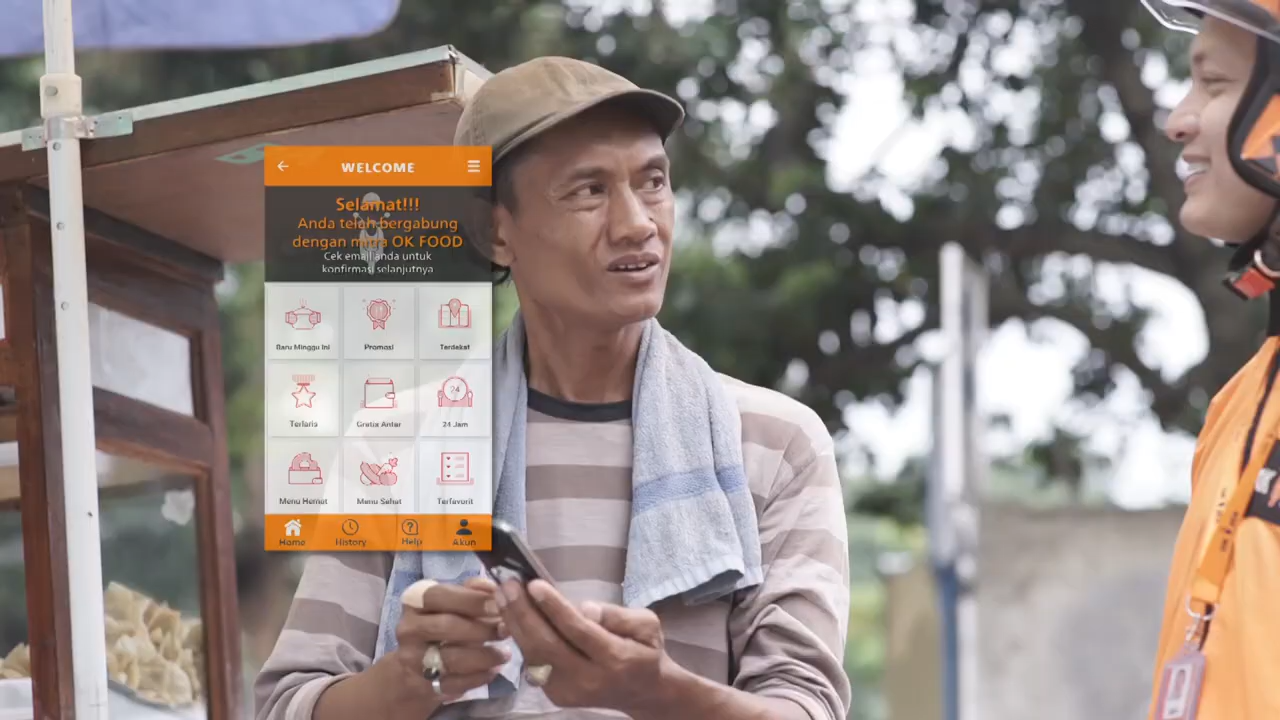 WELCOME
Selamat!!!
Anda telah bergabung
dengan mitra OK FOOD
Cek email anda untuk
konfirmasi selanjutnya
Baru Minggu Ini
Promosi
Terdekat
24
Terlaris
Gratis Antar
24 Jam
Menu Hemat
Menu Sehat
Terfavorit
Home
History
Help
Akun